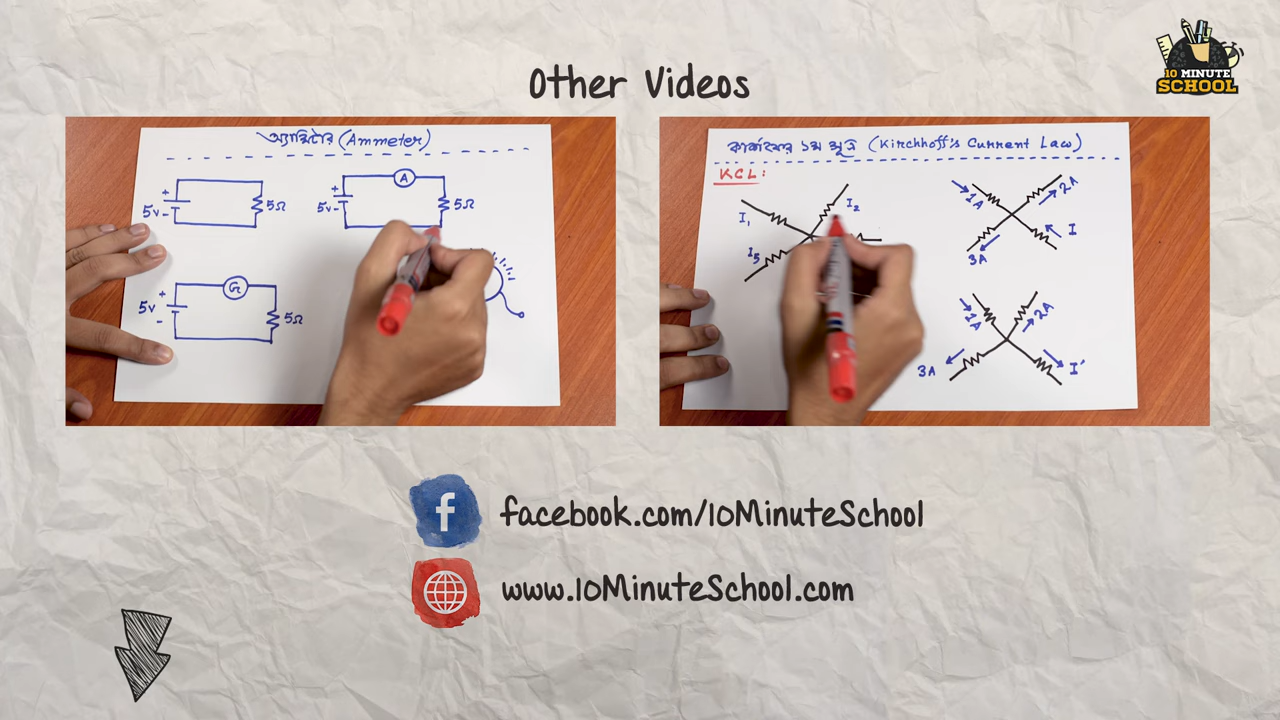 Other Videos
10 MINUTE
SCHOOL
অ্যামিটার (Ammeter)
+
5v-
5Ω
+
5v-
A
5Ω
+
5v
-
G
5Ω
কার্শফের ১ম সূত্র (Kirchhoff's Current Law)
KCL:
I₁
I₂
I₅
1A
2A
I
3A
1A
2A
3A
I'
facebook.com/10MinuteSchool
www.10MinuteSchool.com